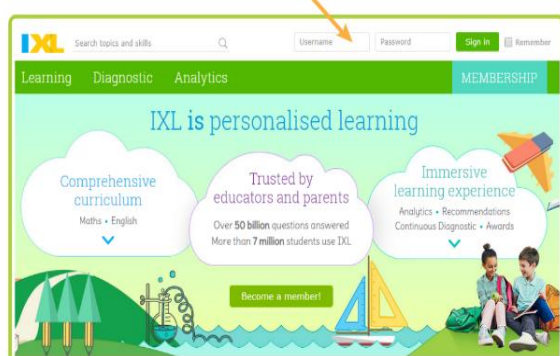 IXL Search topics and skills Username Password Sign in Remember
Learning Diagnostic Analytics MEMBERSHIP
IXL is personalised learning
Comprehensive
curriculum
Maths • English
Trusted by
educators and parents
Over 50 billion questions answered
More than 7 million students use IXL
Immersive
learning experience
Analytics • Recommendations
Continuous Diagnostic • Awards
Become a member!